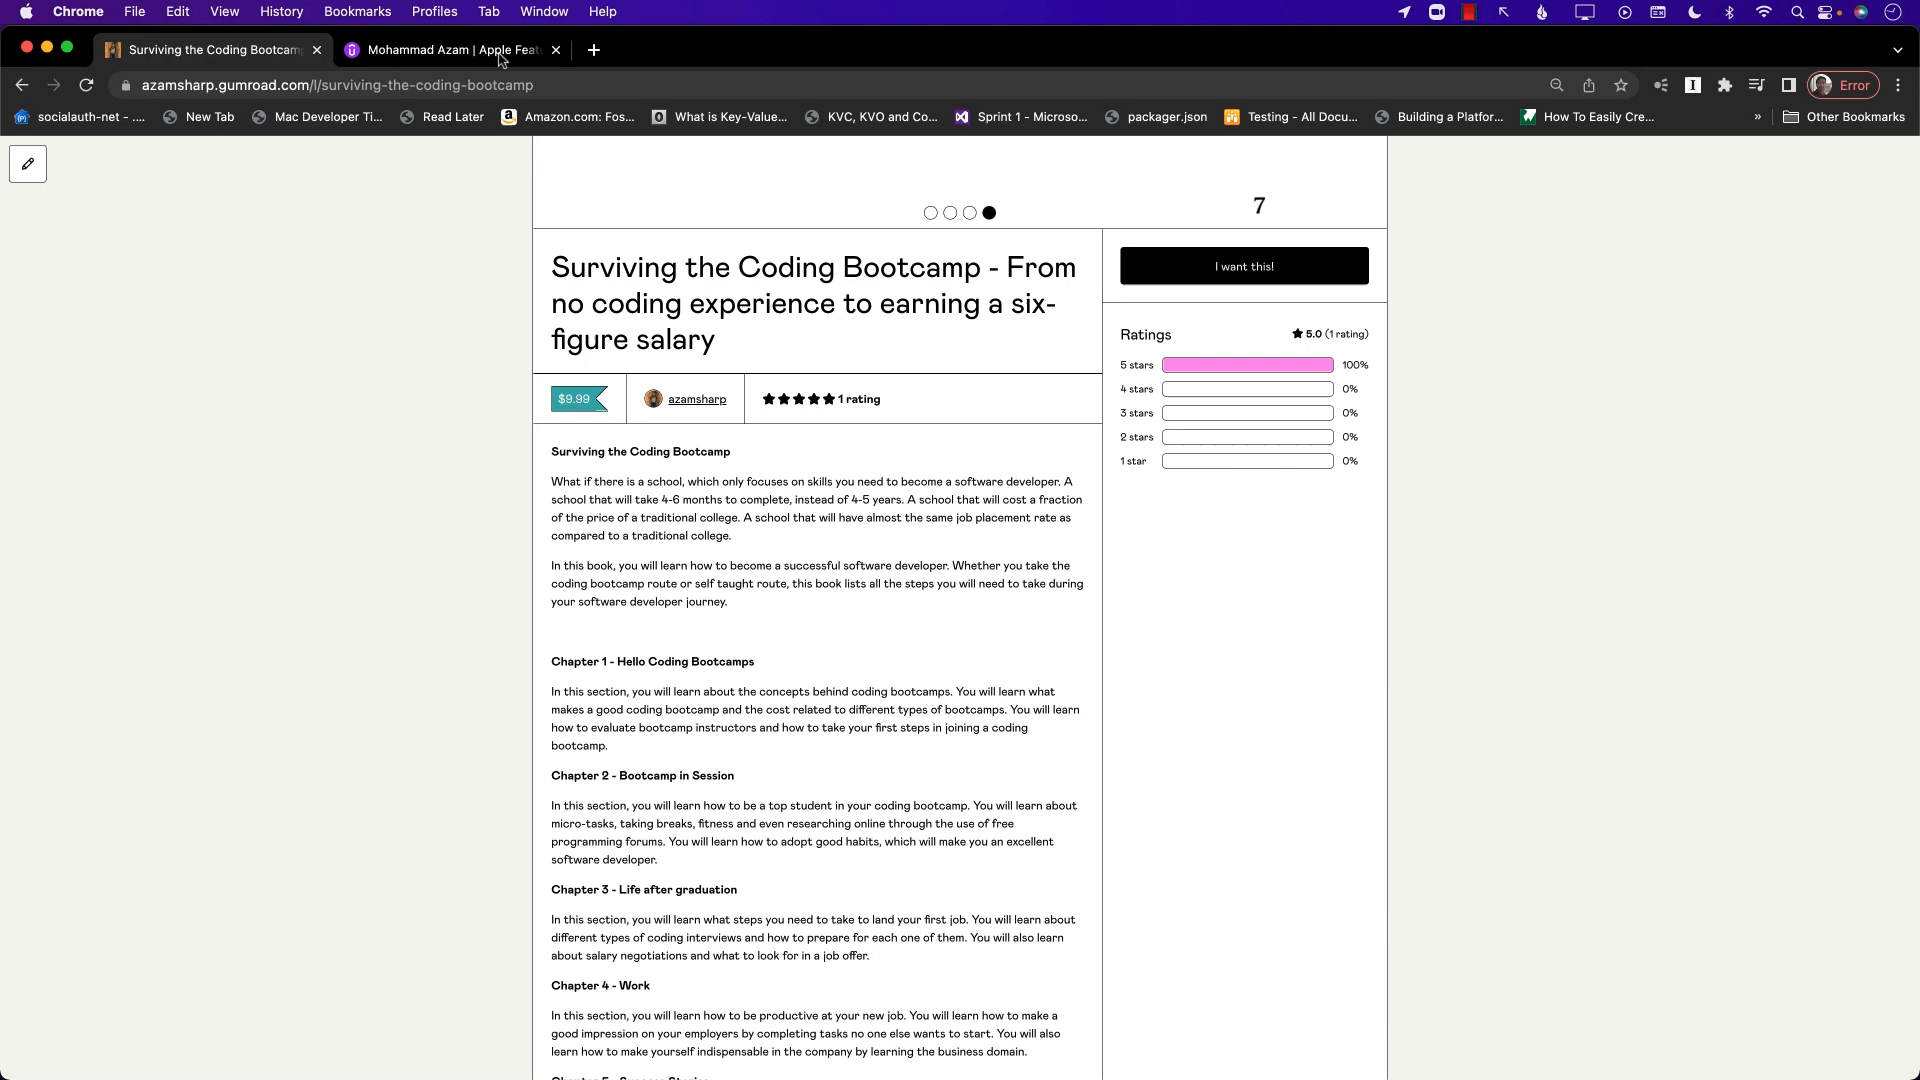 Chrome File Edit View History Bookmarks Profiles Tab Window Help
Surviving the Coding Bootcam
Mohammad Azam | Apple Feat
azamsharp.gumroad.com/l/surviving-the-coding-bootcamp
Error
socialauth-net - .... New Tab Mac Developer Ti... Read Later Amazon.com: Fos... What is Key-Value... KVC, KVO and Co... Sprint 1 - Microso... packager.json Testing - All Docu... Building a Platfor... How To Easily Cre... » Other Bookmarks
7
Surviving the Coding Bootcamp - From
no coding experience to earning a six-
figure salary
$9.99
azamsharp
1 rating
Surviving the Coding Bootcamp
What if there is a school, which only focuses on skills you need to become a software developer. A
school that will take 4-6 months to complete, instead of 4-5 years. A school that will cost a fraction
of the price of a traditional college. A school that will have almost the same job placement rate as
compared to a traditional college.
In this book, you will learn how to become a successful software developer. Whether you take the
coding bootcamp route or self taught route, this book lists all the steps you will need to take during
your software developer journey.
Chapter 1 - Hello Coding Bootcamps
In this section, you will learn about the concepts behind coding bootcamps. You will learn what
makes a good coding bootcamp and the cost related to different types of bootcamps. You will learn
how to evaluate bootcamp instructors and how to take your first steps in joining a coding
bootcamp.
Chapter 2 - Bootcamp in Session
In this section, you will learn how to be a top student in your coding bootcamp. You will learn about
micro-tasks, taking breaks, fitness and even researching online through the use of free
programming forums. You will learn how to adopt good habits, which will make you an excellent
software developer.
Chapter 3 - Life after graduation
In this section, you will learn what steps you need to take to land your first job. You will learn about
different types of coding interviews and how to prepare for each one of them. You will also learn
about salary negotiations and what to look for in a job offer.
Chapter 4 - Work
In this section, you will learn how to be productive at your new job. You will learn how to make a
good impression on your employers by completing tasks no one else wants to start. You will also
learn how to make yourself indispensable in the company by learning the business domain.
I want this!
Ratings
5.0 (1 rating)
5 stars 100%
4 stars 0%
3 stars 0%
2 stars 0%
1 star 0%